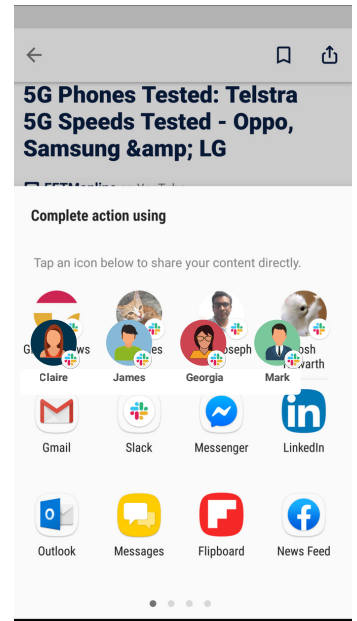 5G Phones Tested: Telstra
5G Speeds Tested - Oppo,
Samsung &amp; LG
Complete action using
Tap an icon below to share your content directly.
Claire James Georgia Mark
Gmail Slack Messenger LinkedIn
Outlook Messages Flipboard News Feed